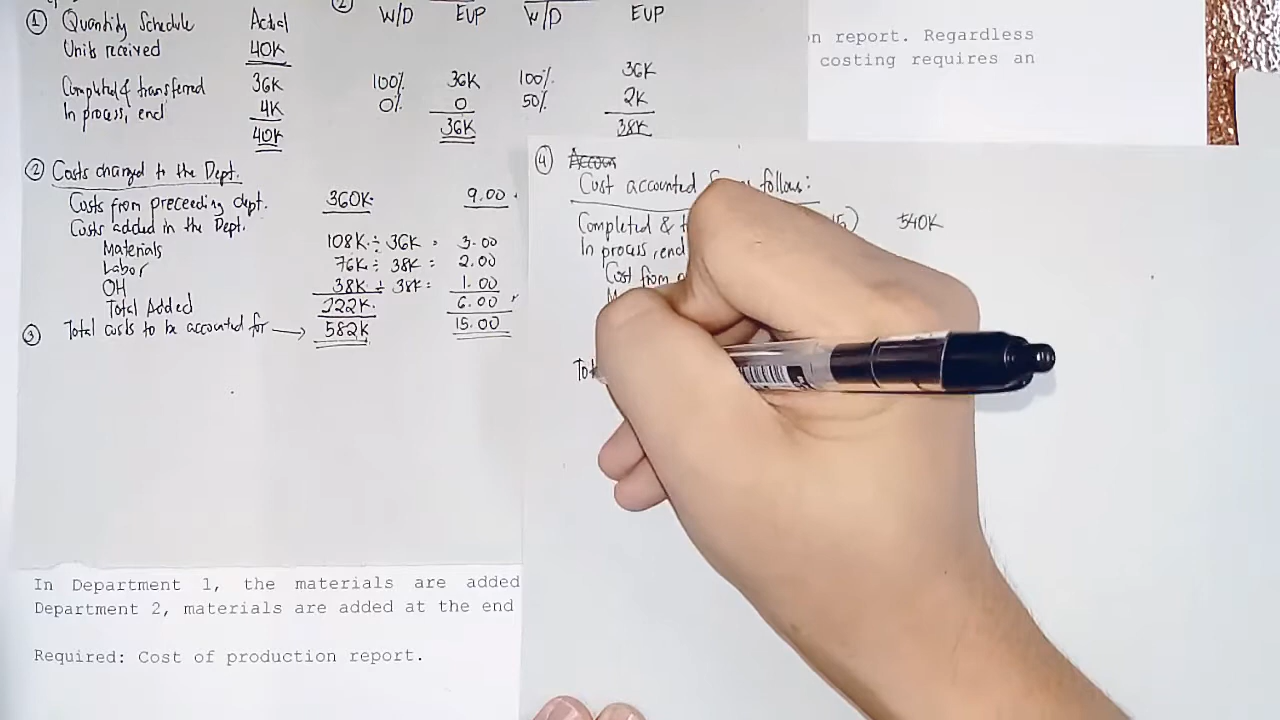 ① Quantity Schedule Actual
Units received 40K
Completed & transferred 36K
In process, end 4K
40K
②
W/D EUP W/D EUP
100% 36K 100% 36K
0% 0 50% 2K
36K 38K
n report. Regardless
costing requires an
② Costs charged to the Dept.
Costs from preceeding dept. 360K 9.00
Costs added in the Dept.
Materials 108K ÷ 36K = 3.00
Labor 76K ÷ 38K = 2.00
OH 38K ÷ 38K = 1.00
Total Added 222K 6.00
③ Total costs to be accounted for → 582K 15.00
④
Cost accounted follows:
Completed & 15) 540K
In process, end
Cost from
In Department 1, the materials are added
Department 2, materials are added at the end
Required: Cost of production report.